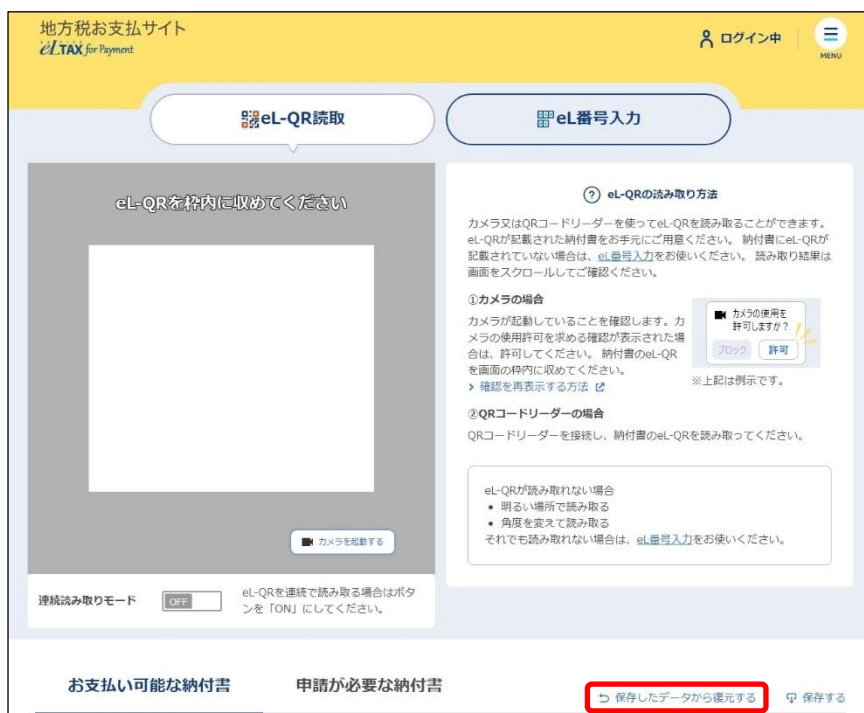 地方税お支払サイト
eLTAX for Payment
ログイン中
MENU
eL-QR読取
eL番号入力
eL-QRを枠内に収めてください
カメラを起動する
連続読み取りモード
OFF
eL-QRを連続で読み取る場合はボタ
ンを「ON」にしてください。
? eL-QRの読み取り方法
カメラ又はQRコードリーダーを使ってeL-QRを読み取ることができます。
eL-QRが記載された納付書をお手元にご用意ください。 納付書にeL-QRが
記載されていない場合は、eL番号入力をお使いください。 読み取り結果は
画面をスクロールしてご確認ください。
①カメラの場合
カメラが起動していることを確認します。カ
メラの使用許可を求める確認が表示された場
合は、許可してください。 納付書のeL-QR
を画面の枠内に収めてください。
> 確認を再表示する方法
カメラの使用を
許可しますか？
ブロック
許可
※上記は例示です。
②QRコードリーダーの場合
QRコードリーダーを接続し、納付書のeL-QRを読み取ってください。
eL-QRが読み取れない場合
• 明るい場所で読み取る
• 角度を変えて読み取る
それでも読み取れない場合は、eL番号入力をお使いください。
お支払い可能な納付書
申請が必要な納付書
保存したデータから復元する
保存する